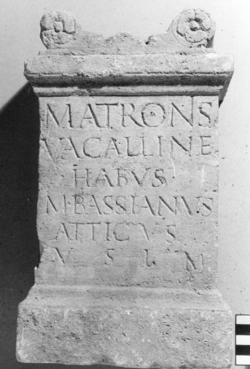 MATRONS
VACALLINE
HABVS
M·BASSIANVS
ATTICVS
V S L M